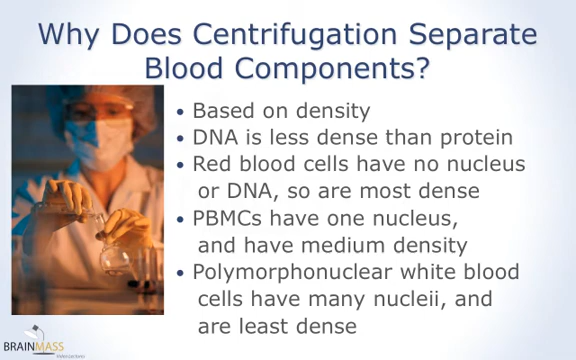 Why Does Centrifugation Separate
Blood Components?
• Based on density
• DNA is less dense than protein
• Red blood cells have no nucleus
or DNA, so are most dense
• PBMCs have one nucleus,
and have medium density
• Polymorphonuclear white blood
cells have many nucleii, and
are least dense
BRAINMASS